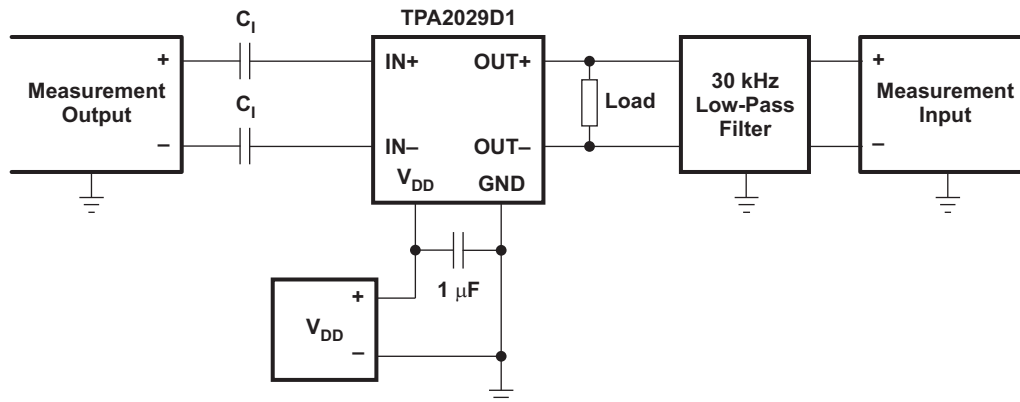 TPA2029D1
C_I
+
Measurement
Output
–
C_I
IN+
OUT+
IN–
OUT–
V_DD
GND
Load
30 kHz
Low-Pass
Filter
+
Measurement
Input
–
1 μF
+
V_DD
–